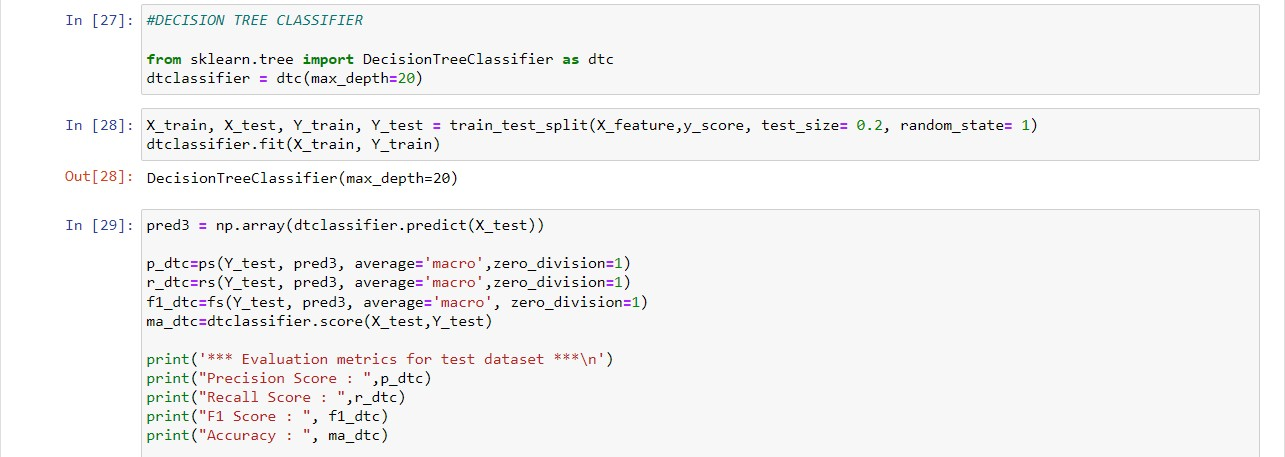 In [27]: #DECISION TREE CLASSIFIER
from sklearn.tree import DecisionTreeClassifier as dtc
dtclassifier = dtc(max_depth=20)
In [28]: X_train, X_test, Y_train, Y_test = train_test_split(X_feature,y_score, test_size= 0.2, random_state= 1)
dtclassifier.fit(X_train, Y_train)
Out[28]: DecisionTreeClassifier(max_depth=20)
In [29]: pred3 = np.array(dtclassifier.predict(X_test))
p_dtc=ps(Y_test, pred3, average='macro',zero_division=1)
r_dtc=rs(Y_test, pred3, average='macro',zero_division=1)
f1_dtc=fs(Y_test, pred3, average='macro', zero_division=1)
ma_dtc=dtclassifier.score(X_test,Y_test)
print('*** Evaluation metrics for test dataset ***\n')
print("Precision Score : ",p_dtc)
print("Recall Score : ",r_dtc)
print("F1 Score : ", f1_dtc)
print("Accuracy : ", ma_dtc)